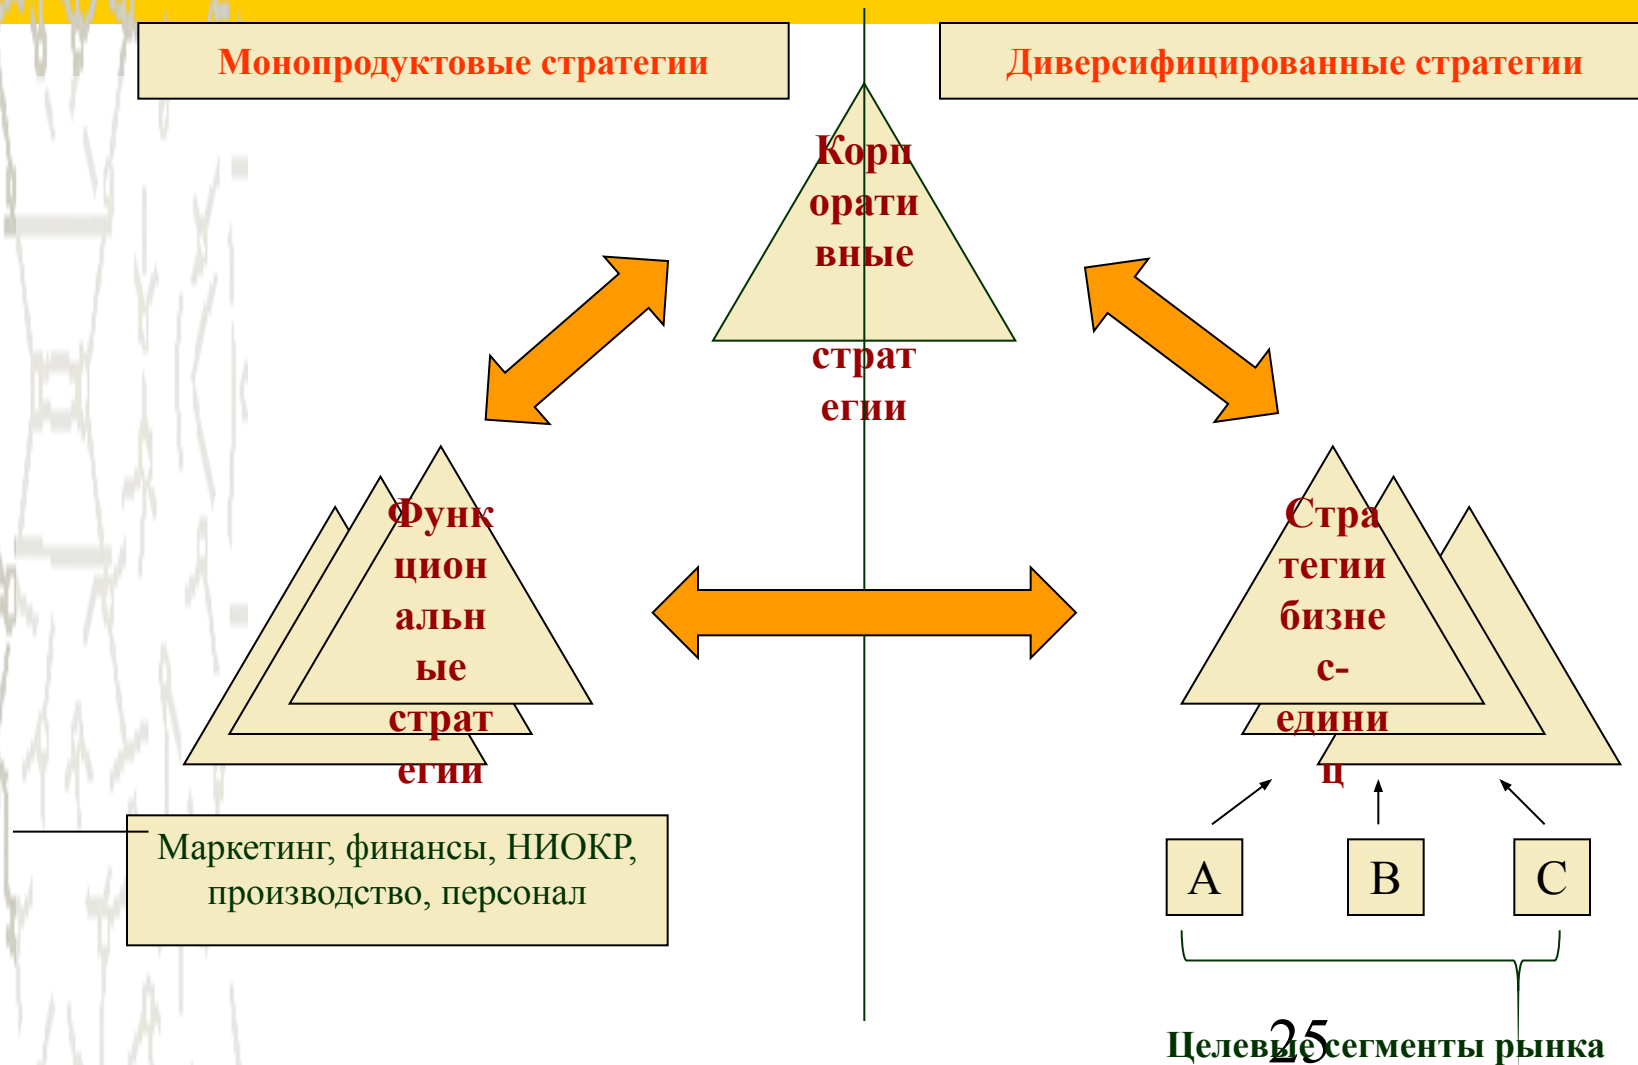 Монопродуктовые стратегии
Диверсифицированные стратегии
Корп
орати
вные
страт
егии
Функ
цион
альн
ые
страт
егии
Стра
тегии
бизне
с-
едини
ц
Маркетинг, финансы, НИОКР,
производство, персонал
A
B
C
Целевые сегменты рынка
25